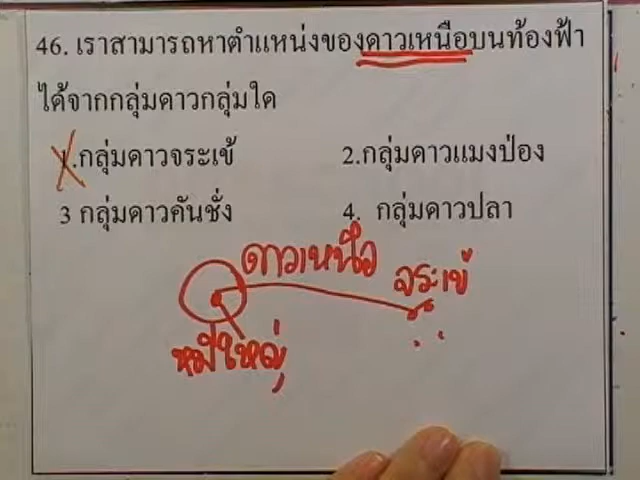 46. เราสามารถหาตำแหน่งของดาวเหนือบนท้องฟ้า
ได้จากกลุ่มดาวกลุ่มใด
1.กลุ่มดาวจระเข้ 2.กลุ่มดาวแมงป่อง
3 กลุ่มดาวคันชั่ง 4. กลุ่มดาวปลา
ดาวเหนือ
จระเข้
หมีใหญ่